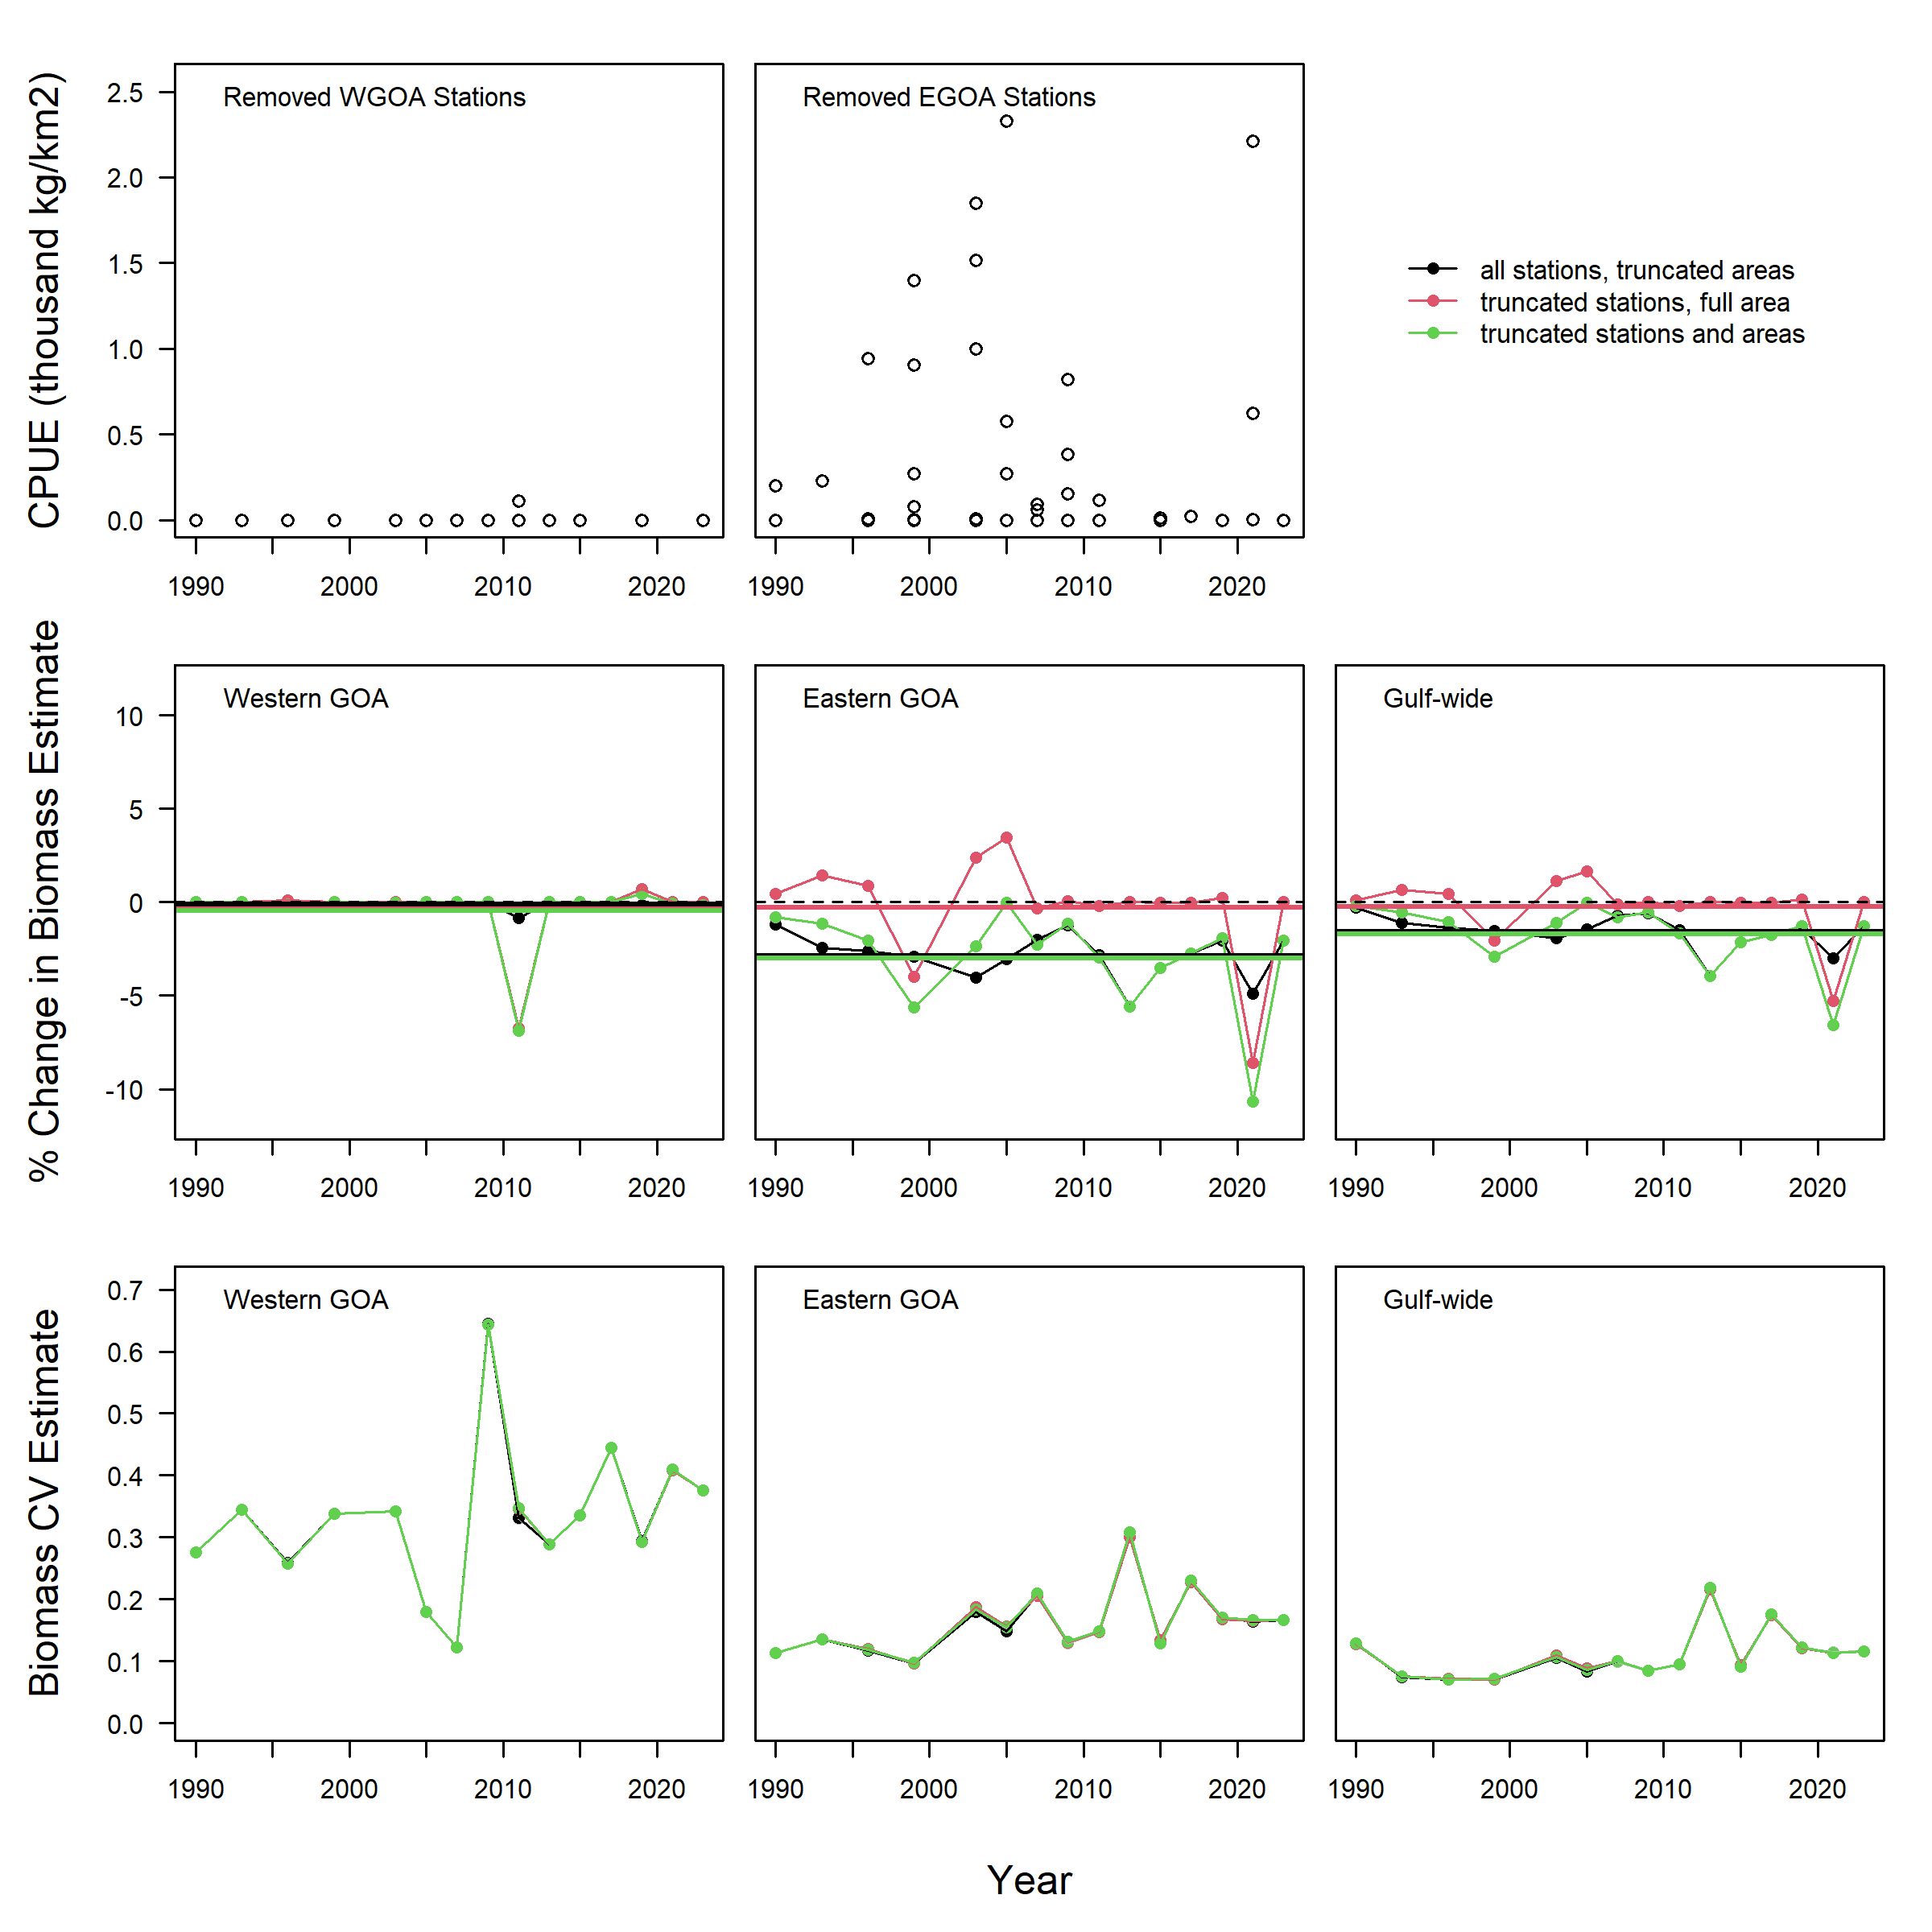 CPUE (thousand kg/km2)
2.5
2.0
1.5
1.0
0.5
0.0
Removed WGOA Stations
1990 2000 2010 2020
Removed EGOA Stations
1990 2000 2010 2020
all stations, truncated areas
truncated stations, full area
truncated stations and areas
% Change in Biomass Estimate
10
5
0
-5
-10
Western GOA
1990 2000 2010 2020
Eastern GOA
1990 2000 2010 2020
Gulf-wide
1990 2000 2010 2020
Biomass CV Estimate
0.7
0.6
0.5
0.4
0.3
0.2
0.1
0.0
Western GOA
1990 2000 2010 2020
Eastern GOA
1990 2000 2010 2020
Gulf-wide
1990 2000 2010 2020
Year